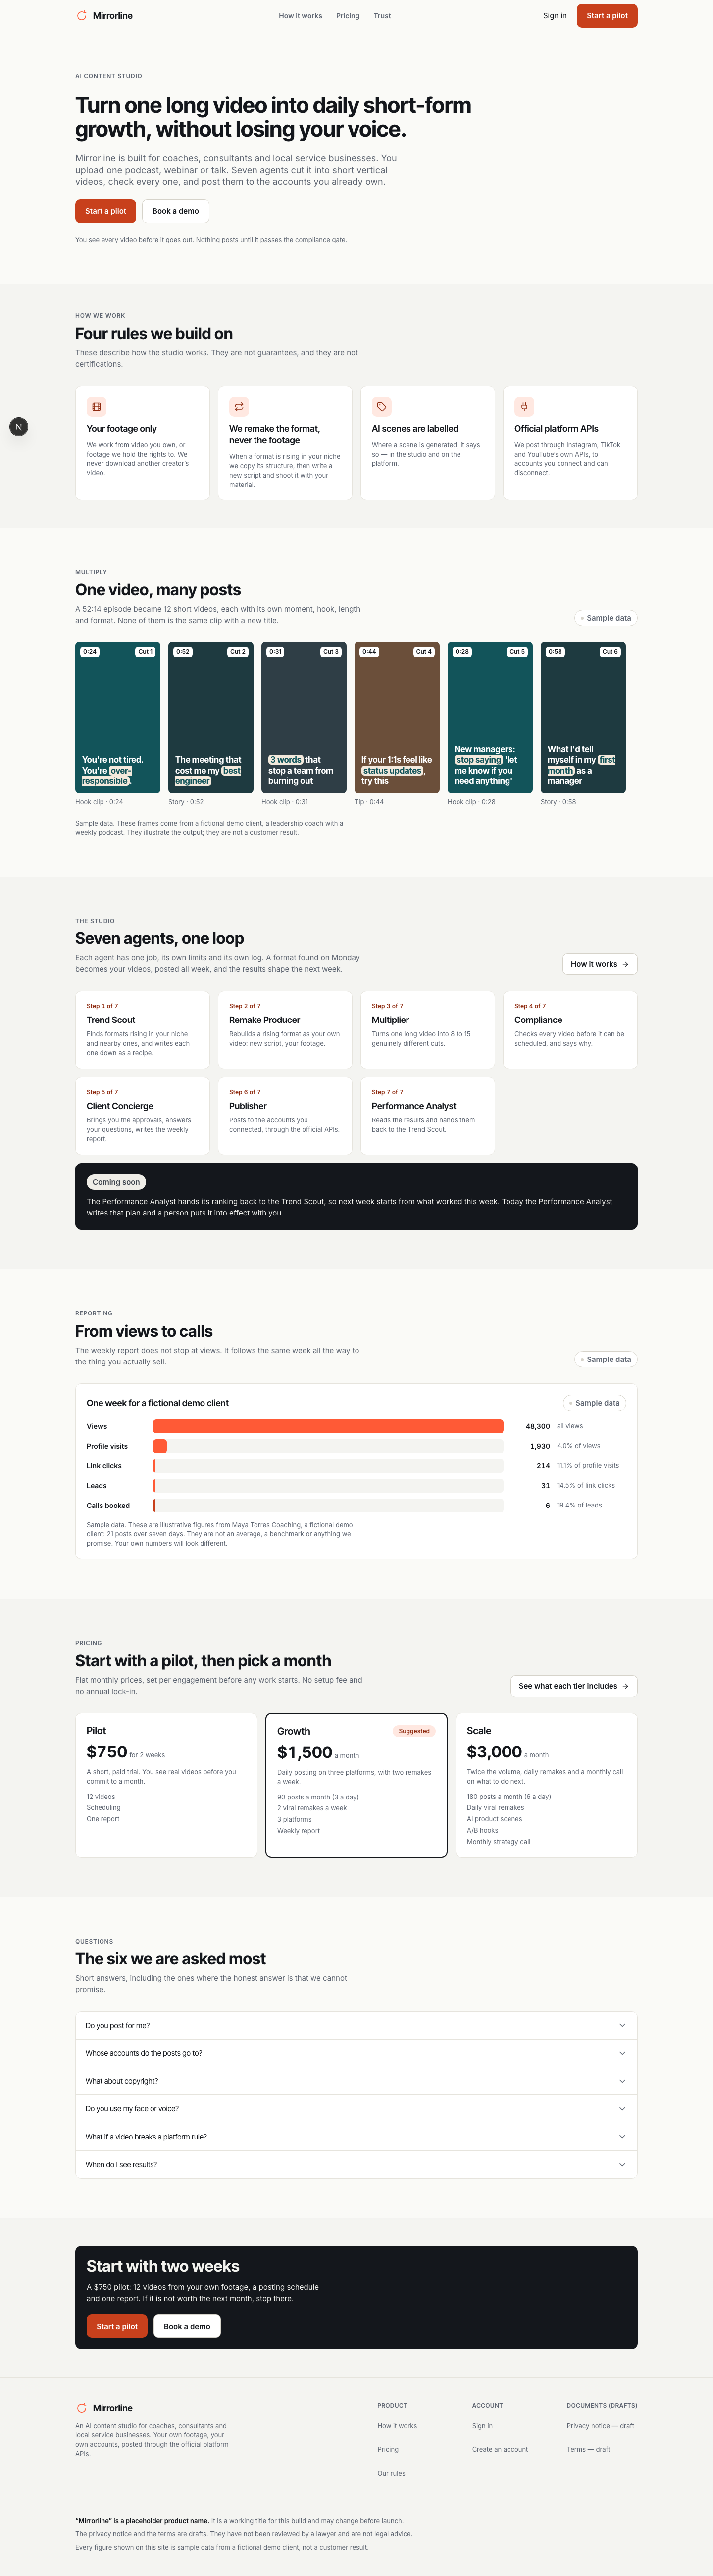 Mirrorline
How it works
Pricing
Trust
Sign in
Start a pilot
AI CONTENT STUDIO
Turn one long video into daily short-form
growth, without losing your voice.
Mirrorline is built for coaches, consultants and local service businesses. You
upload one podcast, webinar or talk. Seven agents cut it into short vertical
videos, check every one, and post them to the accounts you already own.
Start a pilot
Book a demo
You see every video before it goes out. Nothing posts until it passes the compliance gate.
HOW WE WORK
Four rules we build on
These describe how the studio works. They are not guarantees, and they are not
certifications.
N
Your footage only
We work from video you own, or
footage we hold the rights to. We
never download another creator's
video.
We remake the format,
never the footage
When a format is rising in your niche
we copy its structure, then write a
new script and shoot it with your
material.
AI scenes are labelled
Where a scene is generated, it says
so — in the studio and on the
platform.
Official platform APIs
We post through Instagram, TikTok
and YouTube's own APIs, to
accounts you connect and can
disconnect.
MULTIPLY
One video, many posts
A 52:14 episode became 12 short videos, each with its own moment, hook, length
and format. None of them is the same clip with a new title.
Sample data
0:24
Cut 1
You're not tired.
You're over-
responsible.
Hook clip · 0:24
0:52
Cut 2
The meeting that
cost me my best
engineer
Story · 0:52
0:31
Cut 3
3 words that
stop a team from
burning out
Hook clip · 0:31
0:44
Cut 4
If your 1:1s feel like
status updates,
try this
Tip · 0:44
0:28
Cut 5
New managers:
stop saying 'let
me know if you
need anything'
Hook clip · 0:28
0:58
Cut 6
What I'd tell
myself in my first
month as a
manager
Story · 0:58
Sample data. These frames come from a fictional demo client, a leadership coach with a
weekly podcast. They illustrate the output; they are not a customer result.
THE STUDIO
Seven agents, one loop
Each agent has one job, its own limits and its own log. A format found on Monday
becomes your videos, posted all week, and the results shape the next week.
How it works
Step 1 of 7
Trend Scout
Finds formats rising in your niche
and nearby ones, and writes each
one down as a recipe.
Step 2 of 7
Remake Producer
Rebuilds a rising format as your own
video: new script, your footage.
Step 3 of 7
Multiplier
Turns one long video into 8 to 15
genuinely different cuts.
Step 4 of 7
Compliance
Checks every video before it can be
scheduled, and says why.
Step 5 of 7
Client Concierge
Brings you the approvals, answers
your questions, writes the weekly
report.
Step 6 of 7
Publisher
Posts to the accounts you
connected, through the official APIs.
Step 7 of 7
Performance Analyst
Reads the results and hands them
back to the Trend Scout.
Coming soon
The Performance Analyst hands its ranking back to the Trend Scout, so next week starts from what worked this week. Today the Performance Analyst
writes that plan and a person puts it into effect with you.
REPORTING
From views to calls
The weekly report does not stop at views. It follows the same week all the way to
the thing you actually sell.
Sample data
One week for a fictional demo client
Sample data
Views
48,300
all views
Profile visits
1,930
4.0% of views
Link clicks
214
11.1% of profile visits
Leads
31
14.5% of link clicks
Calls booked
6
19.4% of leads
Sample data. These are illustrative figures from Maya Torres Coaching, a fictional demo
client: 21 posts over seven days. They are not an average, a benchmark or anything we
promise. Your own numbers will look different.
PRICING
Start with a pilot, then pick a month
Flat monthly prices, set per engagement before any work starts. No setup fee and
no annual lock-in.
See what each tier includes
Pilot
$750 for 2 weeks
A short, paid trial. You see real videos before you
commit to a month.
12 videos
Scheduling
One report
Growth
Suggested
$1,500 a month
Daily posting on three platforms, with two remakes
a week.
90 posts a month (3 a day)
2 viral remakes a week
3 platforms
Weekly report
Scale
$3,000 a month
Twice the volume, daily remakes and a monthly call
on what to do next.
180 posts a month (6 a day)
Daily viral remakes
AI product scenes
A/B hooks
Monthly strategy call
QUESTIONS
The six we are asked most
Short answers, including the ones where the honest answer is that we cannot
promise.
Do you post for me?
Whose accounts do the posts go to?
What about copyright?
Do you use my face or voice?
What if a video breaks a platform rule?
When do I see results?
Start with two weeks
A $750 pilot: 12 videos from your own footage, a posting schedule
and one report. If it is not worth the next month, stop there.
Start a pilot
Book a demo
Mirrorline
An AI content studio for coaches, consultants and
local service businesses. Your own footage, your
own accounts, posted through the official platform
APIs.
PRODUCT
How it works
Pricing
Our rules
ACCOUNT
Sign in
Create an account
DOCUMENTS (DRAFTS)
Privacy notice — draft
Terms — draft
"Mirrorline" is a placeholder product name. It is a working title for this build and may change before launch.
The privacy notice and the terms are drafts. They have not been reviewed by a lawyer and are not legal advice.
Every figure shown on this site is sample data from a fictional demo client, not a customer result.